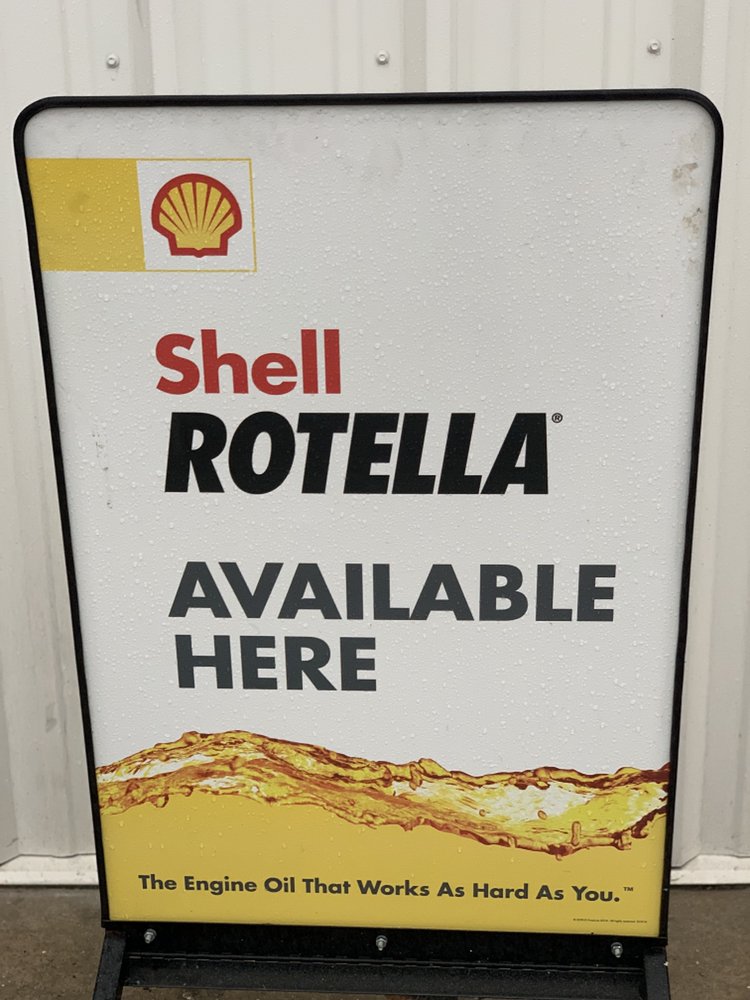 Shell
ROTELLA®
AVAILABLE
HERE
The Engine Oil That Works As Hard As You.™